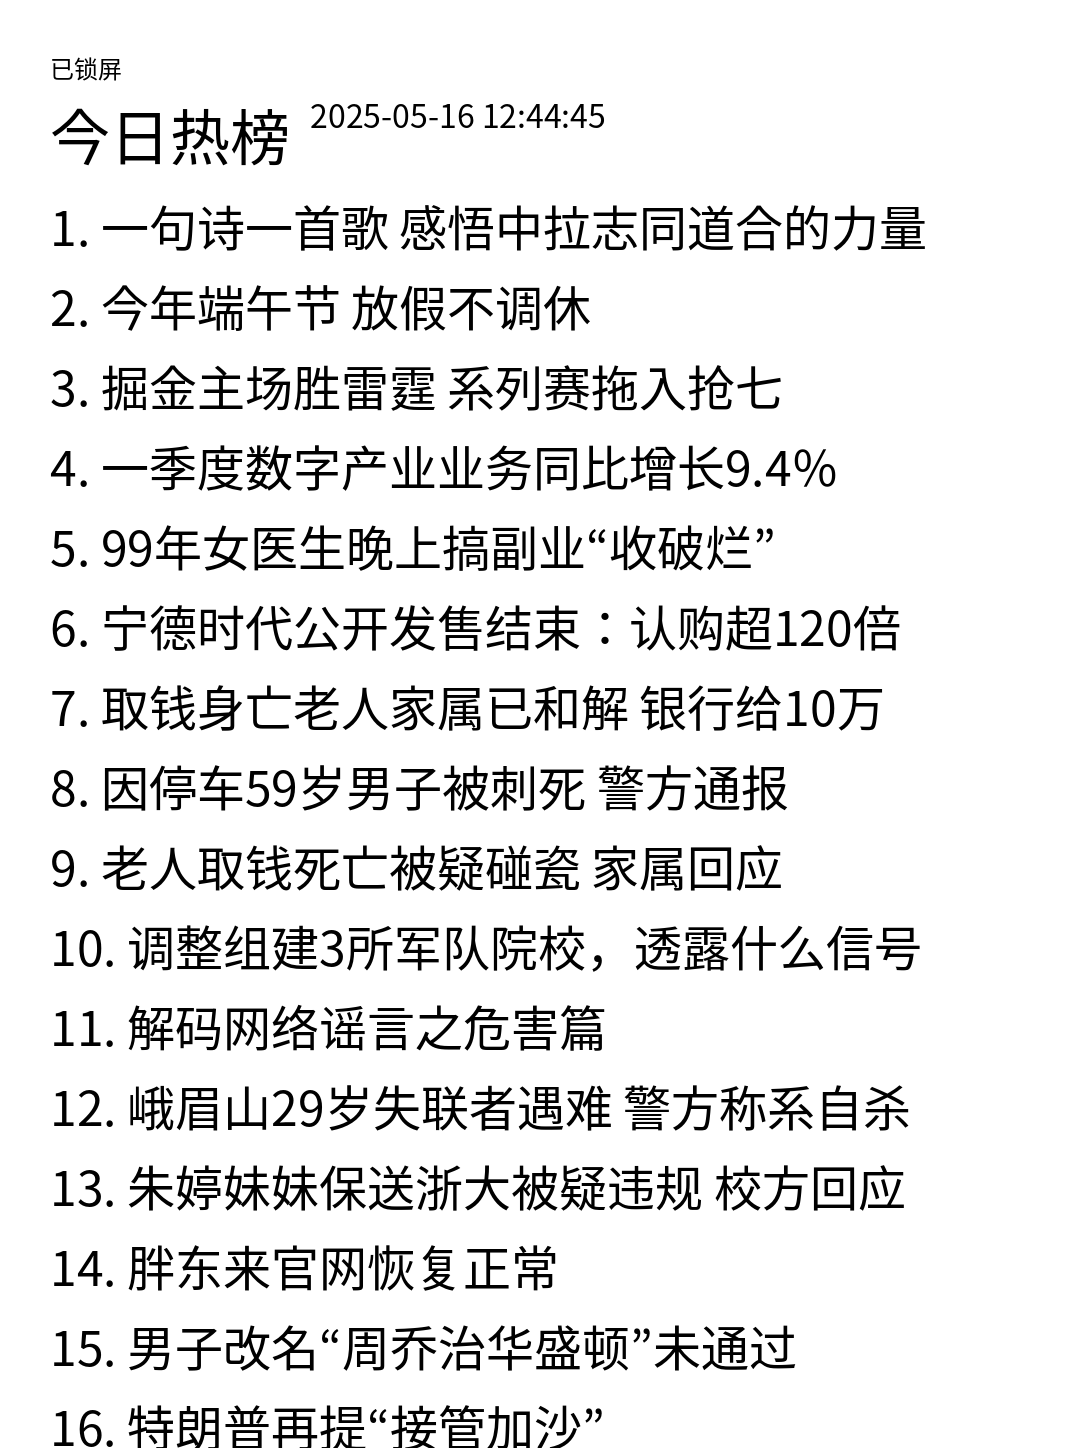 已锁屏
今日热榜 2025-05-16 12:44:45
1. 一句诗一首歌 感悟中拉志同道合的力量
2. 今年端午节 放假不调休
3. 掘金主场胜雷霆 系列赛拖入抢七
4. 一季度数字产业业务同比增长9.4%
5. 99年女医生晚上搞副业“收破烂”
6. 宁德时代公开发售结束：认购超120倍
7. 取钱身亡老人家属已和解 银行给10万
8. 因停车59岁男子被刺死 警方通报
9. 老人取钱死亡被疑碰瓷 家属回应
10. 调整组建3所军队院校，透露什么信号
11. 解码网络谣言之危害篇
12. 峨眉山29岁失联者遇难 警方称系自杀
13. 朱婷妹妹保送浙大被疑违规 校方回应
14. 胖东来官网恢复正常
15. 男子改名“周乔治华盛顿”未通过
16. 特朗普再提“接管加沙”